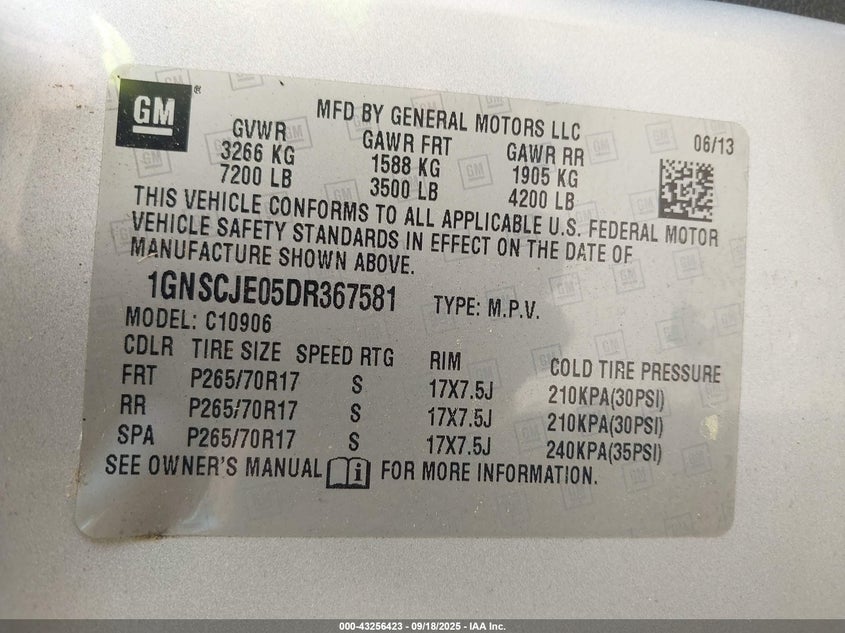 GM ®
MFD BY GENERAL MOTORS LLC
06/13
GVWR GAWR FRT GAWR RR
3266 KG 1588 KG 1905 KG
7200 LB 3500 LB 4200 LB
THIS VEHICLE CONFORMS TO ALL APPLICABLE U.S. FEDERAL MOTOR
VEHICLE SAFETY STANDARDS IN EFFECT ON THE DATE OF
MANUFACTURE SHOWN ABOVE.
1GNSCJE05DR367581 TYPE: M.P.V.
MODEL: C10906
CDLR TIRE SIZE SPEED RTG RIM COLD TIRE PRESSURE
FRT P265/70R17 S 17X7.5J 210KPA(30PSI)
RR P265/70R17 S 17X7.5J 210KPA(30PSI)
SPA P265/70R17 S 17X7.5J 240KPA(35PSI)
SEE OWNER'S MANUAL i FOR MORE INFORMATION.
000-43256423 - 09/18/2025 - IAA Inc.